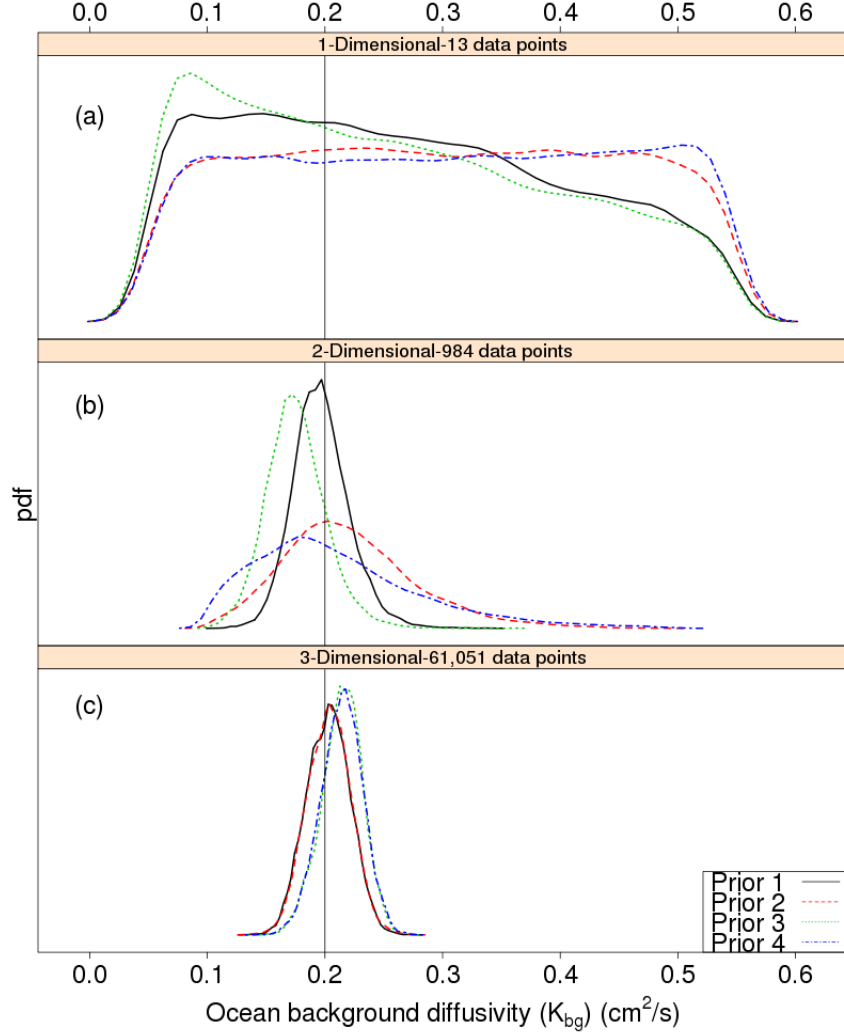 0.0 0.1 0.2 0.3 0.4 0.5 0.6
1-Dimensional-13 data points
(a)
2-Dimensional-984 data points
(b)
pdf
3-Dimensional-61,051 data points
(c)
Prior 1
Prior 2
Prior 3
Prior 4
0.0 0.1 0.2 0.3 0.4 0.5 0.6
Ocean background diffusivity (K_bg) (cm²/s)